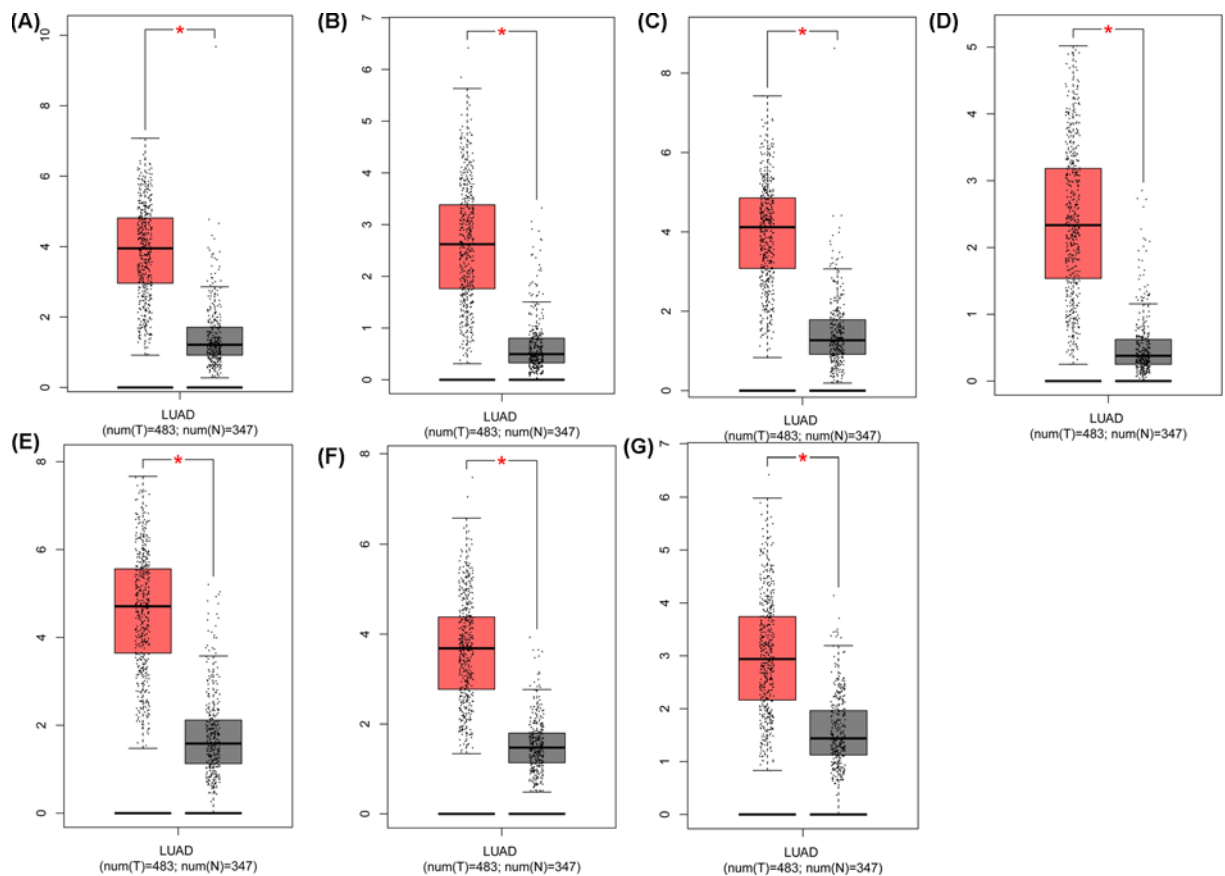 (A)
*
10
8
6
4
2
0
LUAD
(num(T)=483; num(N)=347)
(B)
*
7
6
5
4
3
2
1
0
LUAD
(num(T)=483; num(N)=347)
(C)
*
8
6
4
2
0
LUAD
(num(T)=483; num(N)=347)
(D)
*
5
4
3
2
1
0
LUAD
(num(T)=483; num(N)=347)
(E)
*
8
6
4
2
0
LUAD
(num(T)=483; num(N)=347)
(F)
*
8
6
4
2
0
LUAD
(num(T)=483; num(N)=347)
(G)
*
7
6
5
4
3
2
1
0
LUAD
(num(T)=483; num(N)=347)